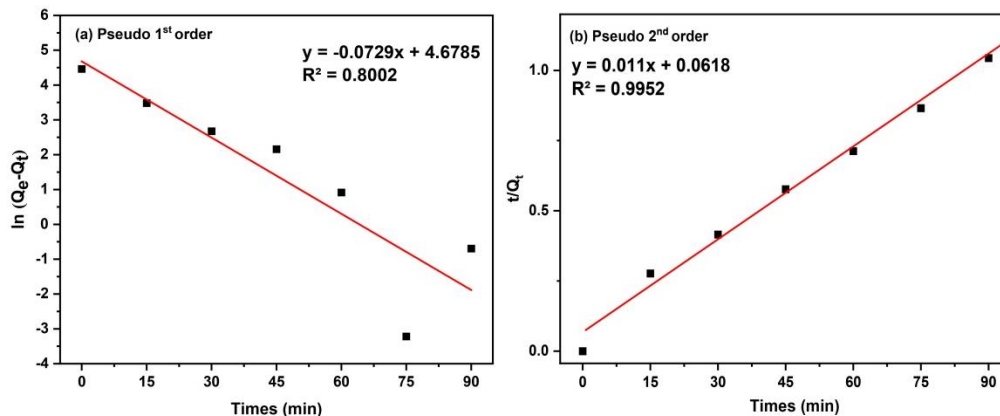 (a) Pseudo 1st order
y = -0.0729x + 4.6785
R² = 0.8002
ln (Qe-Qt)
5
4
3
2
1
0
-1
-2
-3
-4
0 15 30 45 60 75 90
Times (min)
(b) Pseudo 2nd order
y = 0.011x + 0.0618
R² = 0.9952
t/Qt
1.0
0.5
0.0
0 15 30 45 60 75 90
Times (min)